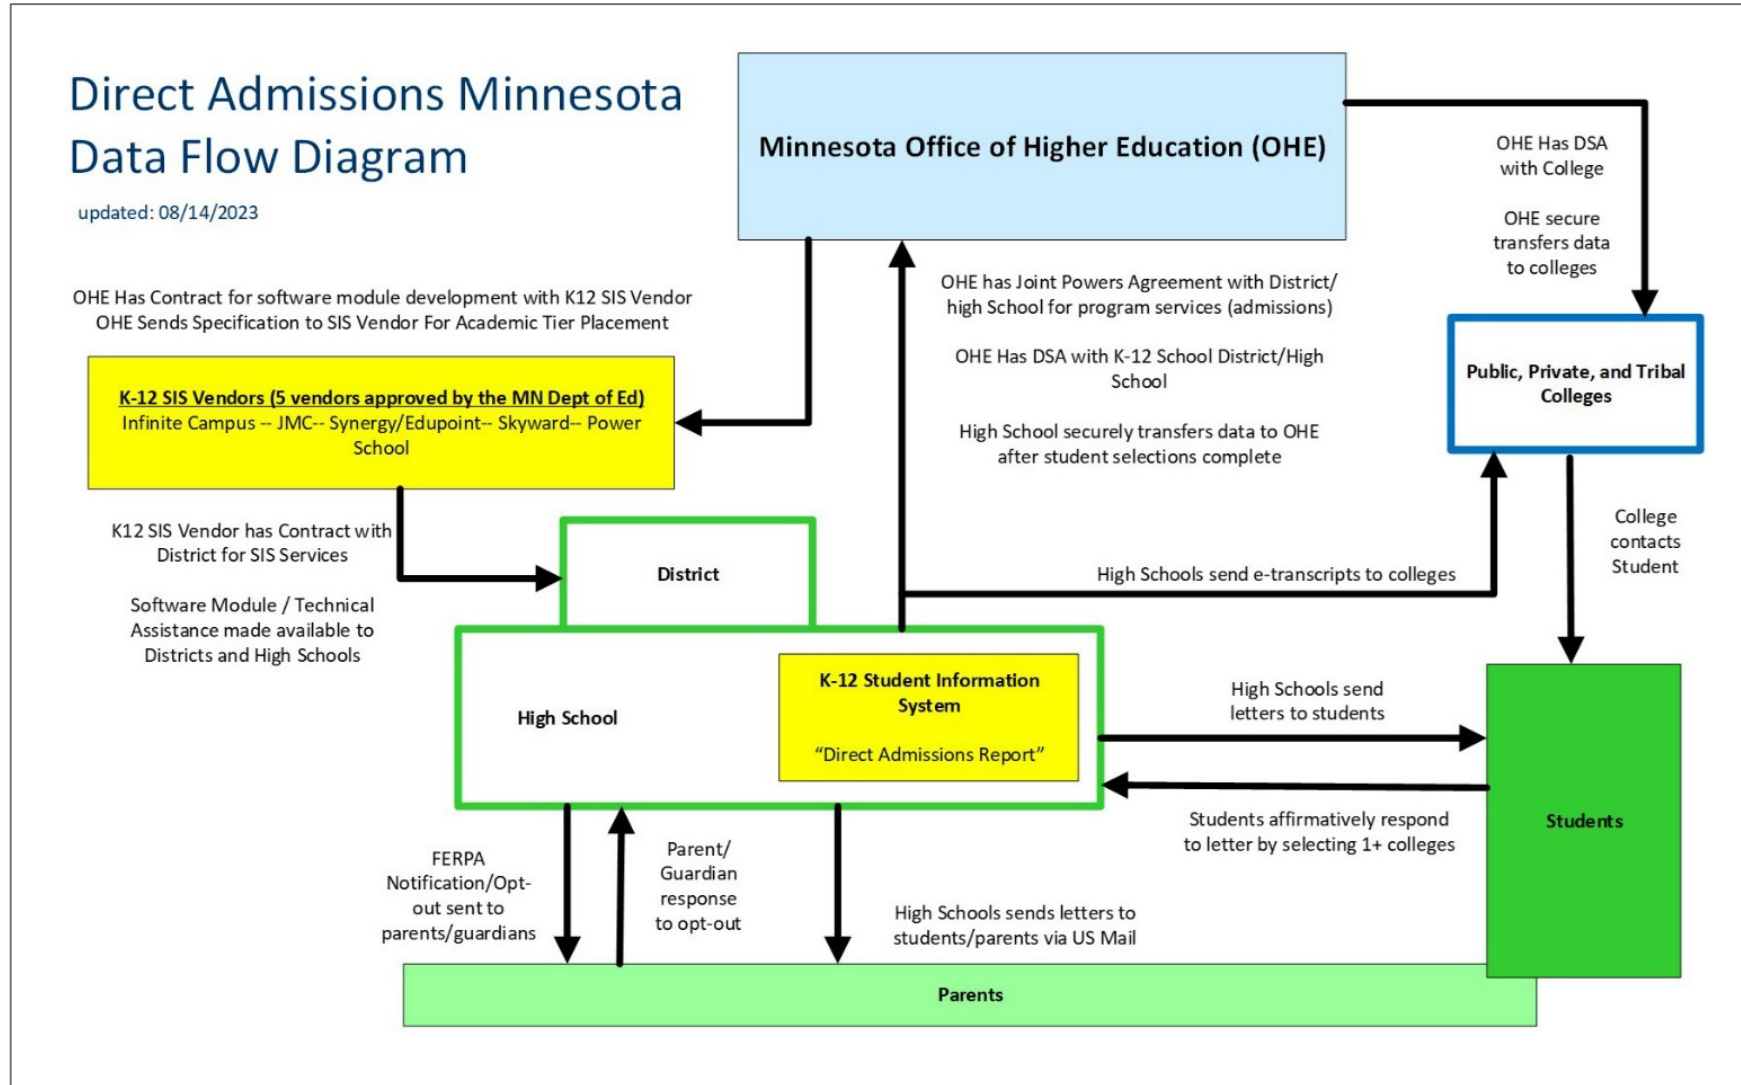 Direct Admissions Minnesota
Data Flow Diagram
updated: 08/14/2023
Minnesota Office of Higher Education (OHE)
OHE Has DSA
with College
OHE secure
transfers data
to colleges
OHE Has Contract for software module development with K12 SIS Vendor
OHE Sends Specification to SIS Vendor For Academic Tier Placement
OHE has Joint Powers Agreement with District/
high School for program services (admissions)
OHE Has DSA with K-12 School District/High
School
High School securely transfers data to OHE
after student selections complete
K-12 SIS Vendors (5 vendors approved by the MN Dept of Ed)
Infinite Campus -- JMC-- Synergy/Edupoint-- Skyward-- Power
School
Public, Private, and Tribal
Colleges
K12 SIS Vendor has Contract with
District for SIS Services
Software Module / Technical
Assistance made available to
Districts and High Schools
District
High Schools send e-transcripts to colleges
College
contacts
Student
High School
K-12 Student Information
System
“Direct Admissions Report”
High Schools send
letters to students
Students affirmatively respond
to letter by selecting 1+ colleges
Students
FERPA
Notification/Opt-
out sent to
parents/guardians
Parent/
Guardian
response
to opt-out
High Schools sends letters to
students/parents via US Mail
Parents